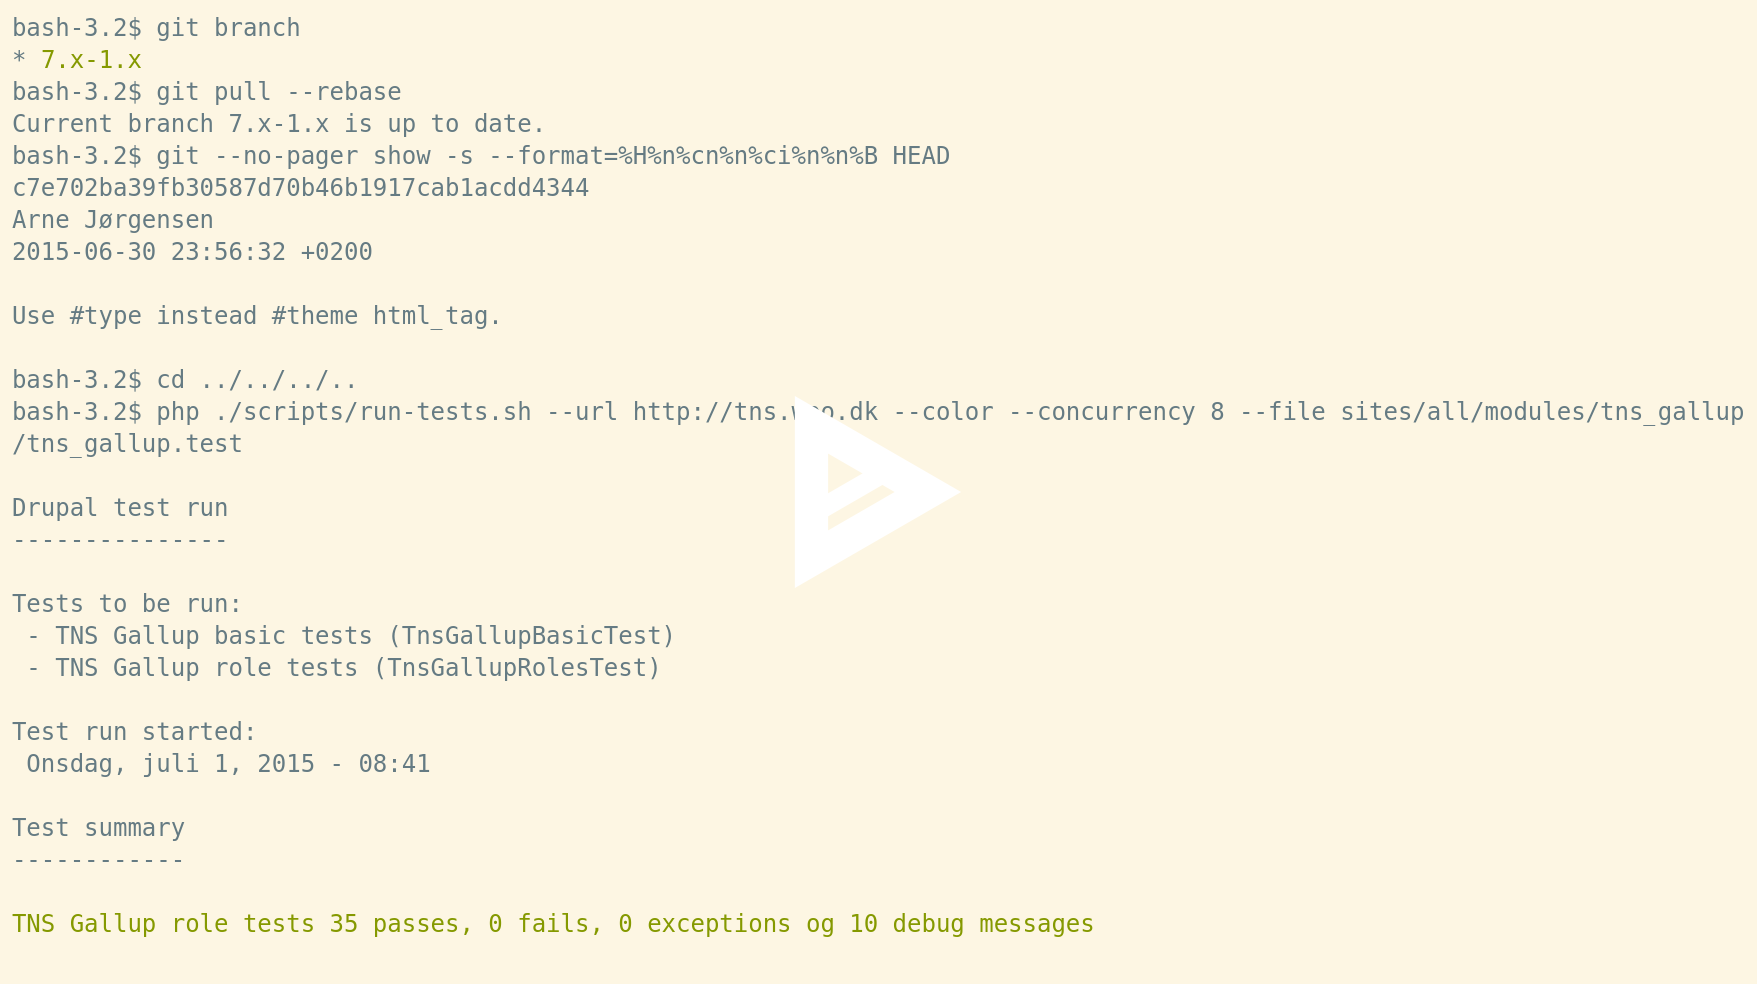 bash-3.2$ git branch
* 7.x-1.x
bash-3.2$ git pull --rebase
Current branch 7.x-1.x is up to date.
bash-3.2$ git --no-pager show -s --format=%H%n%cn%n%ci%n%n%B HEAD
c7e702ba39fb30587d70b46b1917cab1acdd4344
Arne Jørgensen
2015-06-30 23:56:32 +0200
Use #type instead #theme html_tag.
bash-3.2$ cd ../../../..
bash-3.2$ php ./scripts/run-tests.sh --url --color --concurrency 8 --file sites/all/modules/tns_gallup
/tns_gallup.test
Drupal test run
---------------
Tests to be run:
- TNS Gallup basic tests (TnsGallupBasicTest)
- TNS Gallup role tests (TnsGallupRolesTest)
Test run started:
Onsdag, juli 1, 2015 - 08:41
Test summary
------------
TNS Gallup role tests 35 passes, 0 fails, 0 exceptions og 10 debug messages